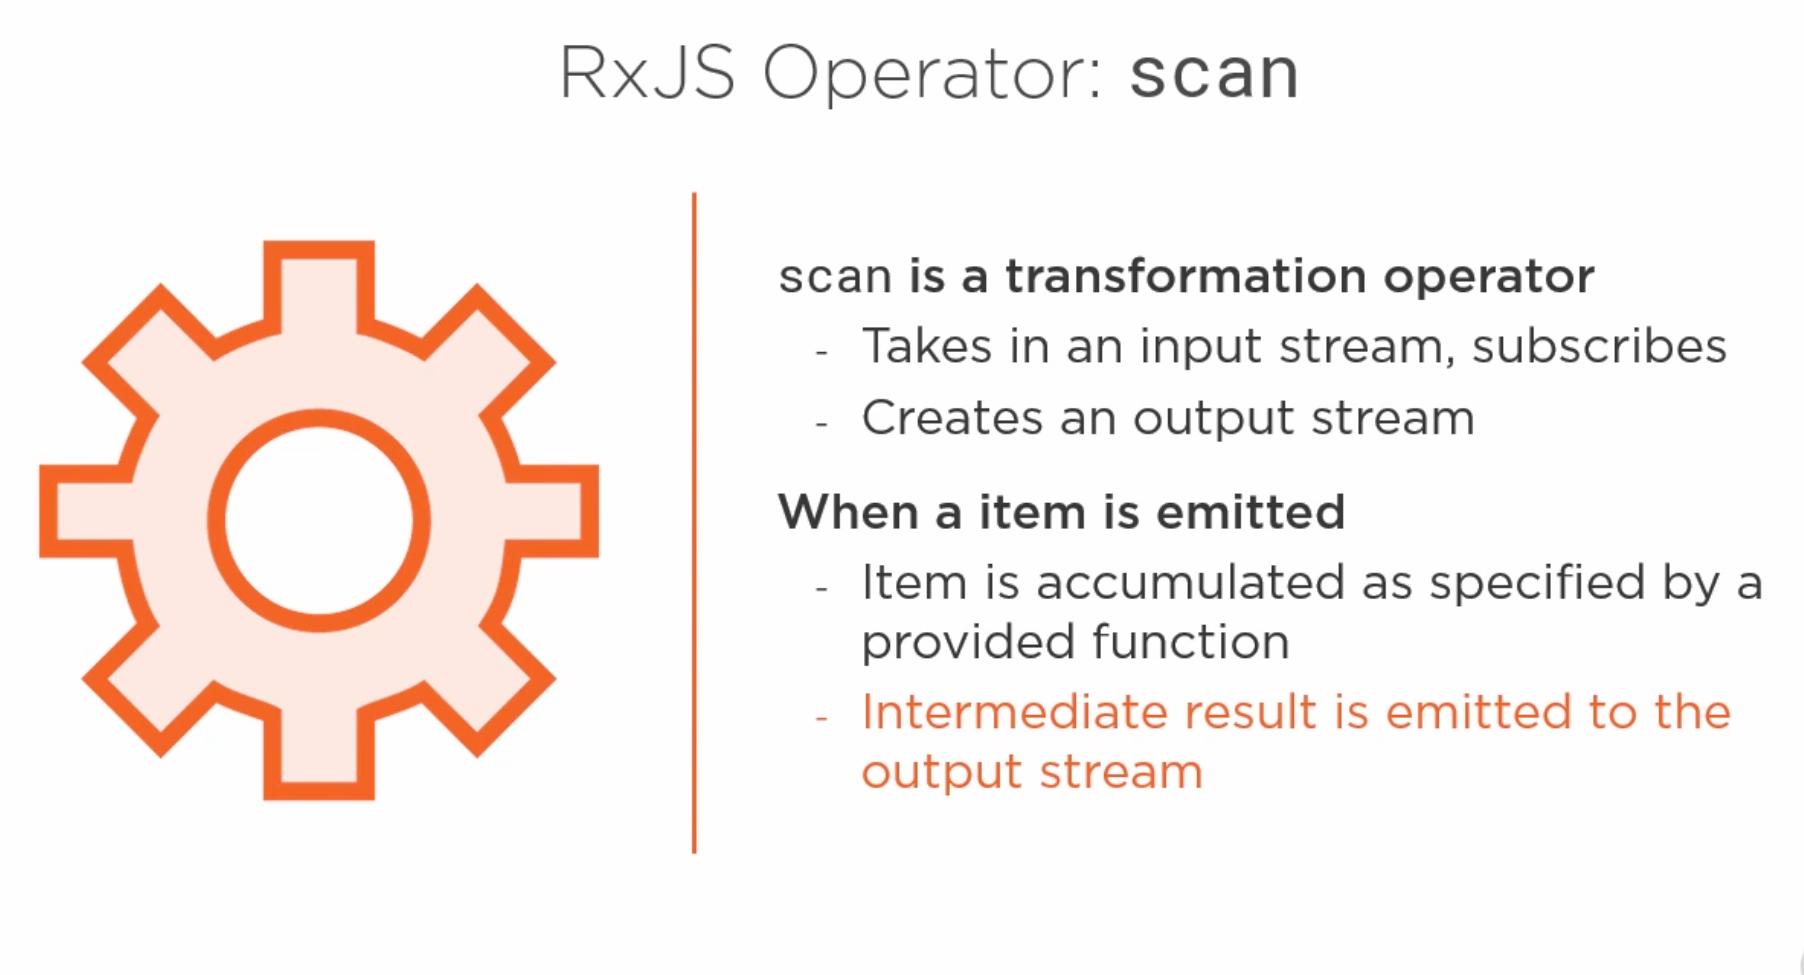 RxJS Operator: scan
scan is a transformation operator
- Takes in an input stream, subscribes
- Creates an output stream
When a item is emitted
- Item is accumulated as specified by a
provided function
- Intermediate result is emitted to the
output stream